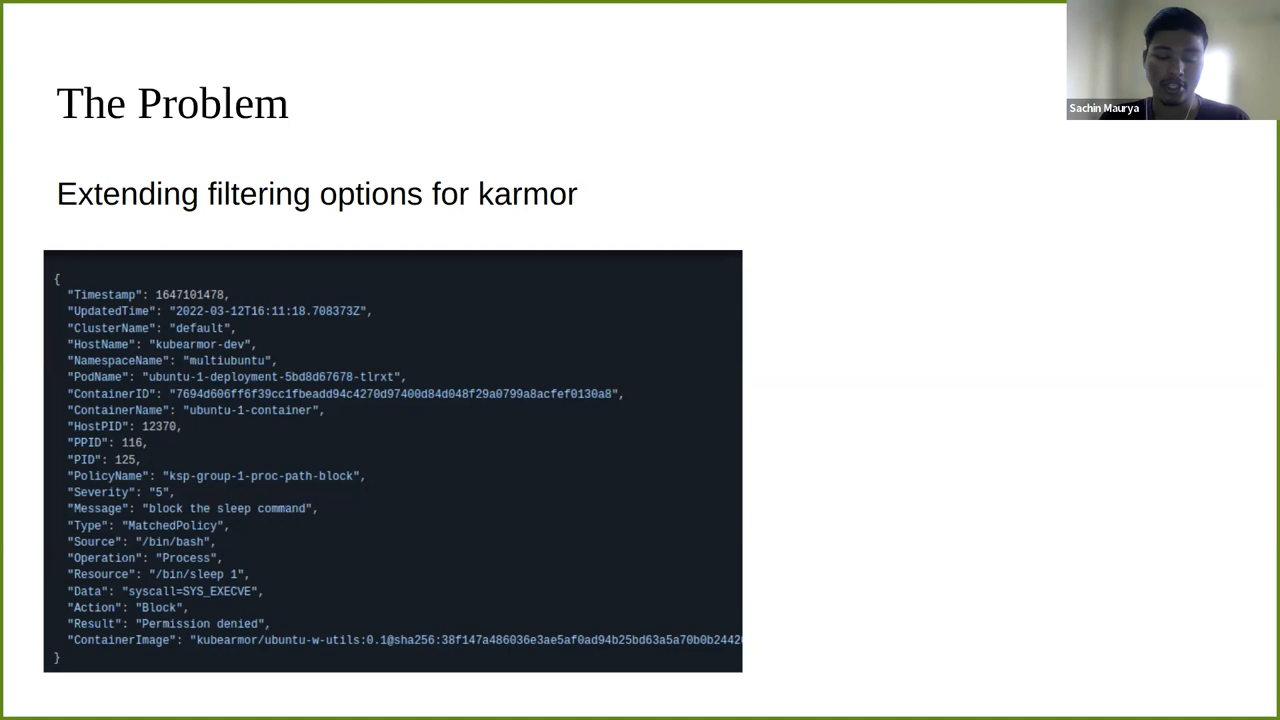 The Problem
Sachin Maurya
Extending filtering options for karmor
{
"Timestamp": 1647101478,
"UpdatedTime": "2022-03-12T16:11:18.708373Z",
"ClusterName": "default",
"HostName": "kubearmor-dev",
"NamespaceName": "multiubuntu",
"PodName": "ubuntu-1-deployment-5bd8d67678-tlrxt",
"ContainerID": "7694d606ff6f39cc1fbeadd94c4270d97400d84d048f29a0799a8acfef0130a8",
"ContainerName": "ubuntu-1-container",
"HostPID": 12370,
"PPID": 116,
"PID": 125,
"PolicyName": "ksp-group-1-proc-path-block",
"Severity": "5",
"Message": "block the sleep command",
"Type": "MatchedPolicy",
"Source": "/bin/bash",
"Operation": "Process",
"Resource": "/bin/sleep 1",
"Data": "syscall=SYS_EXECVE",
"Action": "Block",
"Result": "Permission denied",
"ContainerImage": "kubearmor/ubuntu-w-utils:0.1@sha256:38f147a486036e3ae5af0ad94b25bd63a5a70b0b2442
}